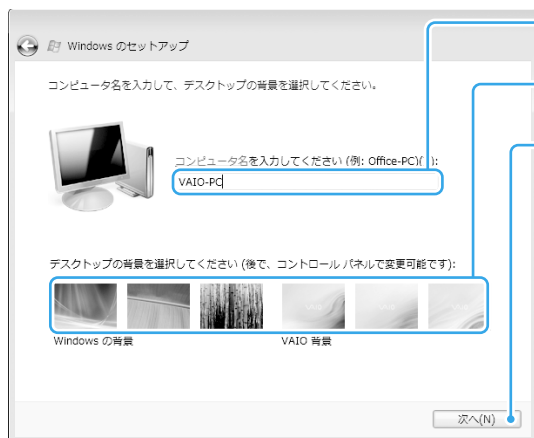 Windows のセットアップ
コンピュータ名を入力して、デスクトップの背景を選択してください。
コンピュータ名を入力してください (例: Office-PC)( ):
VAIO-PC
デスクトップの背景を選択してください (後で、コントロール パネルで変更可能です):
Windows の背景
VAIO 背景
次へ(N)